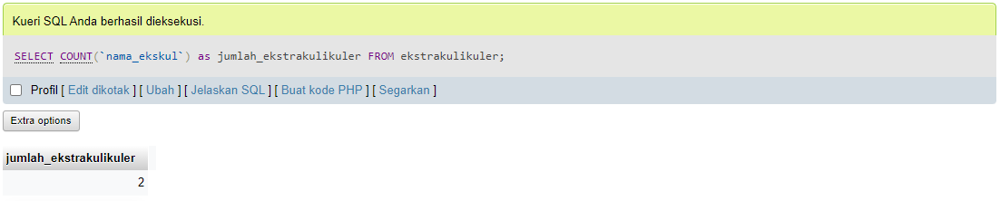 Kueri SQL Anda berhasil dieksekusi.
SELECT COUNT(`nama_ekskul`) as jumlah_ekstrakulikuler FROM ekstrakulikuler;
Profil [ Edit dikotak ] [ Ubah ] [ Jelaskan SQL ] [ Buat kode PHP ] [ Segarkan ]
Extra options
jumlah_ekstrakulikuler
2